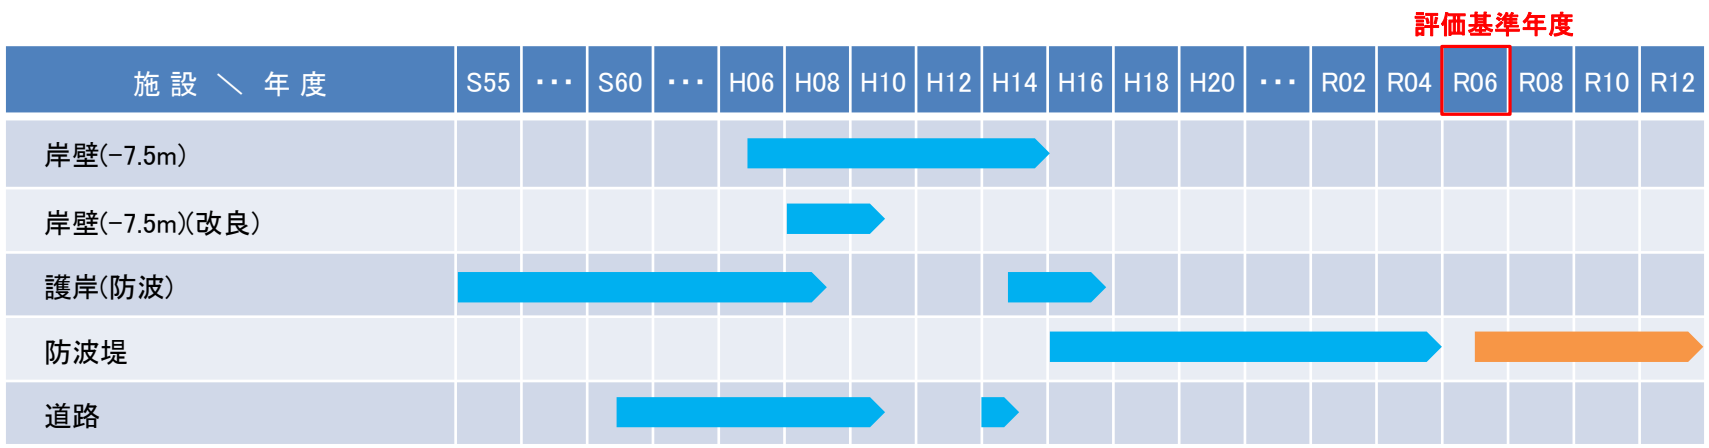 評価基準年度
施設 ＼ 年度 S55 ・・・ S60 ・・・ H06 H08 H10 H12 H14 H16 H18 H20 ・・・ R02 R04 R06 R08 R10 R12
岸壁(-7.5m)
岸壁(-7.5m)(改良)
護岸(防波)
防波堤
道路